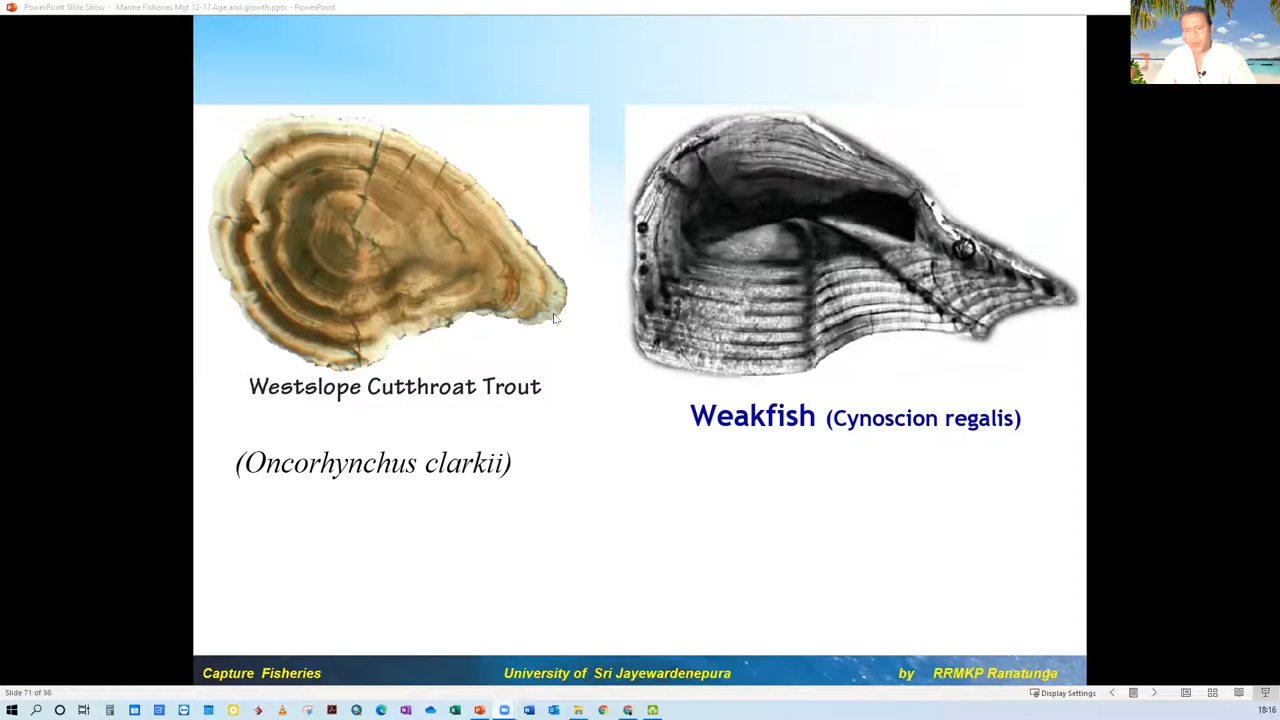 PowerPoint Slide Show - Marine Fisheries Mgt 12-13 Age and growth.pptx - PowerPoint
Westslope Cutthroat Trout
Weakfish (Cynoscion regalis)
(Oncorhynchus clarkii)
Capture Fisheries University of Sri Jayewardenepura by RRMKP Ranatunga
Slide 71 of 98 Display Settings
18:16